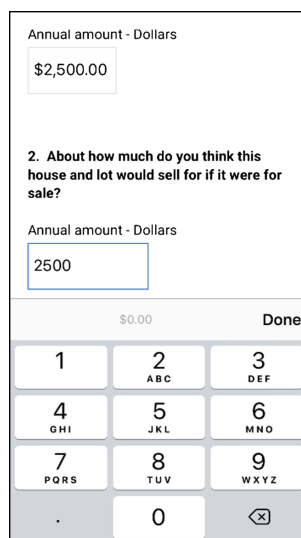 Annual amount - Dollars
$2,500.00
2. About how much do you think this
house and lot would sell for if it were for
sale?
Annual amount - Dollars
2500
$0.00 Done
1 2 3
ABC DEF
4 5 6
GHI JKL MNO
7 8 9
PQRS TUV WXYZ
. 0